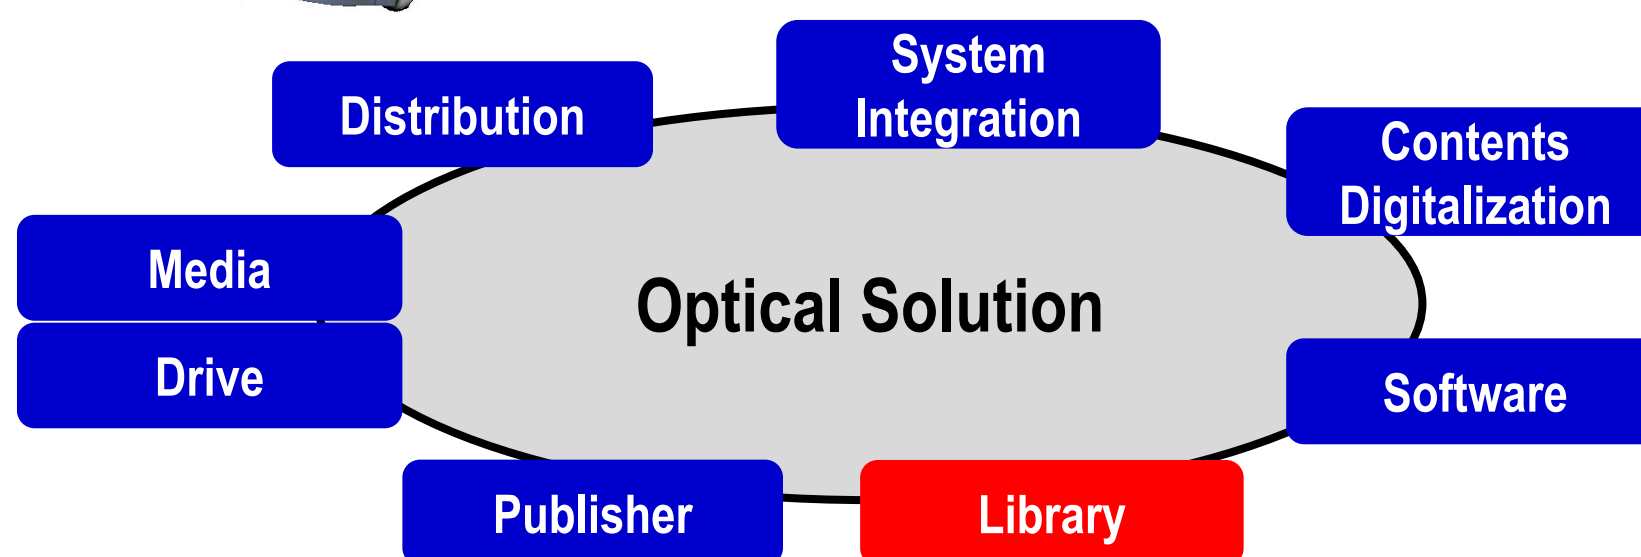 System
Integration
Distribution
Contents
Digitalization
Media
Optical Solution
Drive
Software
Publisher
Library